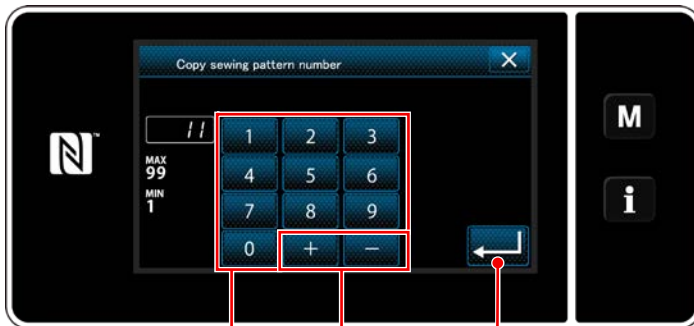 Copy sewing pattern number
11
1 2 3
MAX
99
4 5 6
MIN
1
7 8 9
0 + −
M
i
N
™